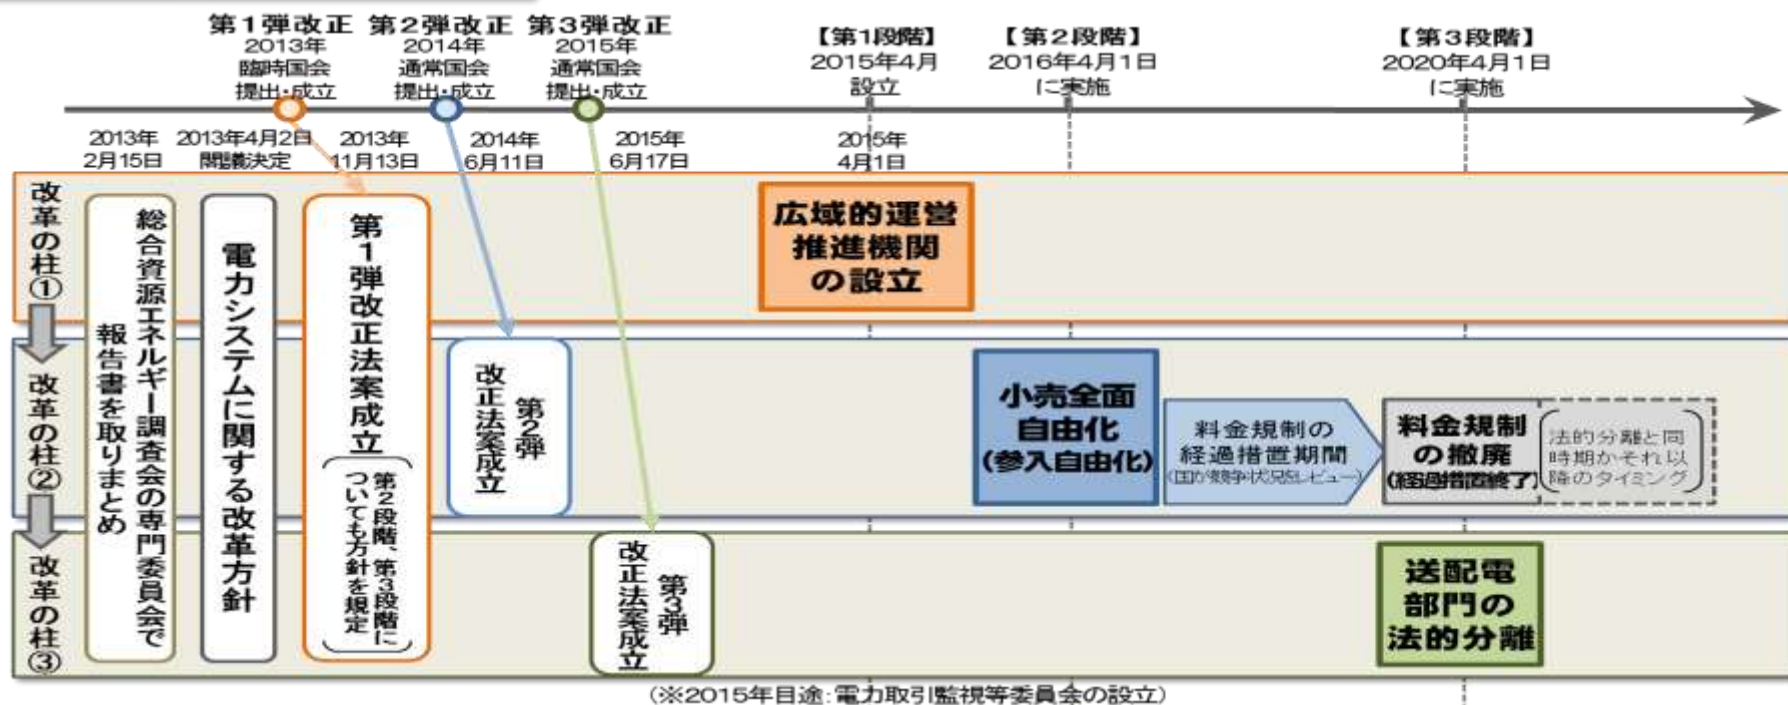 第1弾改正
2013年
臨時国会
提出・成立
第2弾改正
2014年
通常国会
提出・成立
第3弾改正
2015年
通常国会
提出・成立
【第1段階】
2015年4月
設立
【第2段階】
2016年4月1日
に実施
【第3段階】
2020年4月1日
に実施
2013年
2月15日
2013年4月2日
閣議決定
2013年
11月13日
2014年
6月11日
2015年
6月17日
2015年
4月1日
改革の柱①
改革の柱②
改革の柱③
総合資源エネルギー調査会の専門委員会で
報告書を取りまとめ
電力システムに関する改革方針
第1弾改正法案成立
第2段階、第3段階に
ついても方針を規定
第2弾
改正法案成立
第3弾
改正法案成立
広域的運営
推進機関
の設立
小売全面
自由化
(参入自由化)
料金規制の
経過措置期間
(国が競争状況をレビュー)
料金規制
の撤廃
(経過措置終了)
法的分離と同
時期かそれ以
降のタイミング
送配電
部門の
法的分離
(※2015年目途:電力取引監視等委員会の設立)